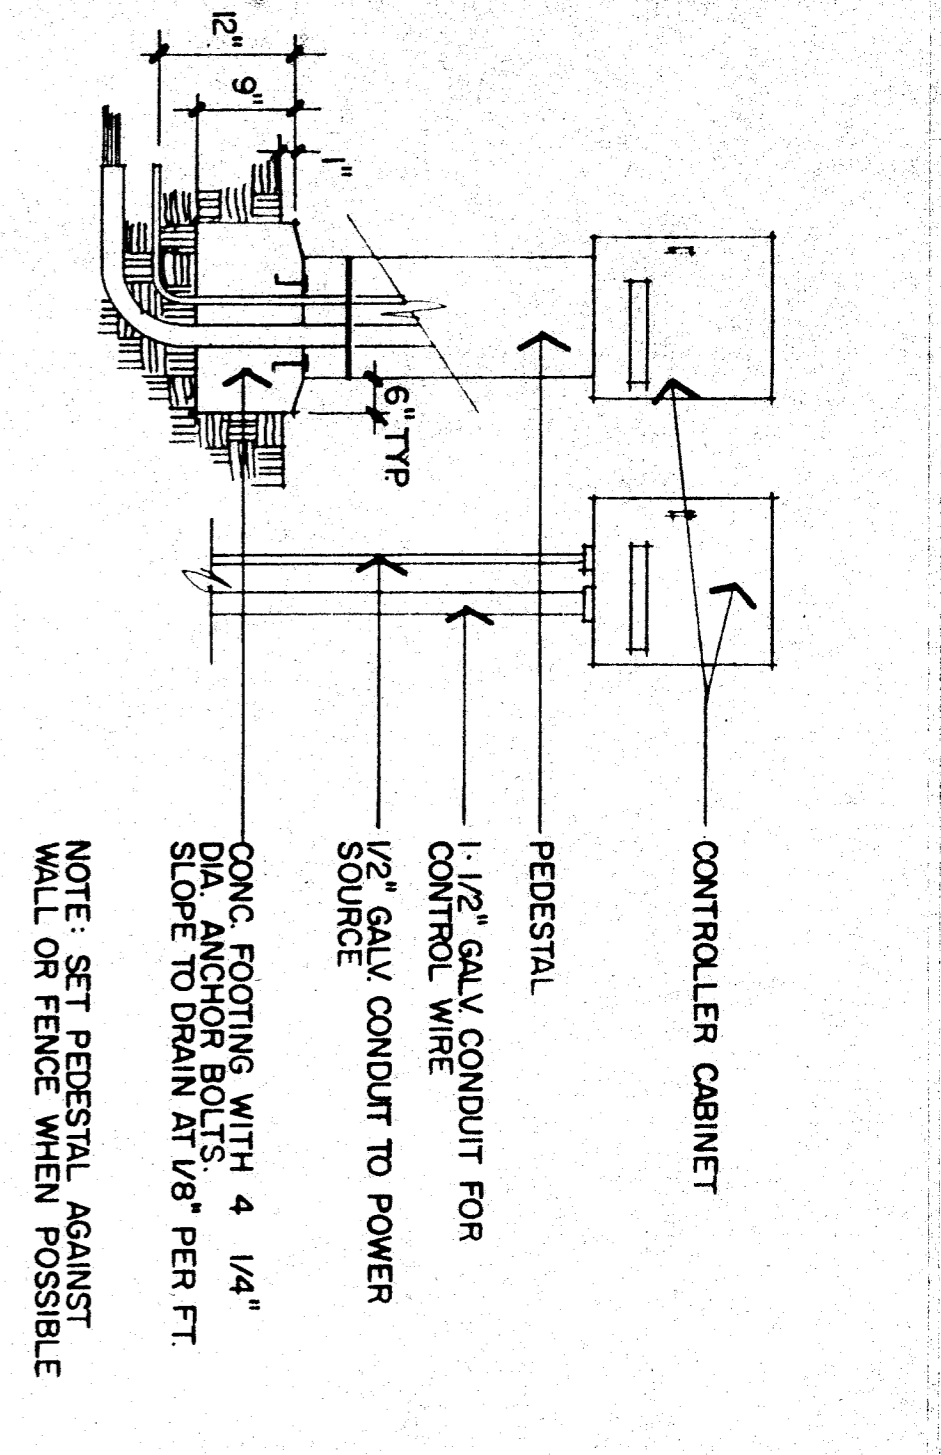 CONTROLLER CABINET
PEDESTAL
1-1/2" GALV. CONDUIT FOR
CONTROL WIRE
1/2" GALV. CONDUIT TO POWER
SOURCE
CONC. FOOTING WITH 4 1/4"
DIA. ANCHOR BOLTS.
SLOPE TO DRAIN AT 1/8" PER FT.
NOTE: SET PEDESTAL AGAINST
WALL OR FENCE WHEN POSSIBLE
6" TYP.
1"
9"
12"